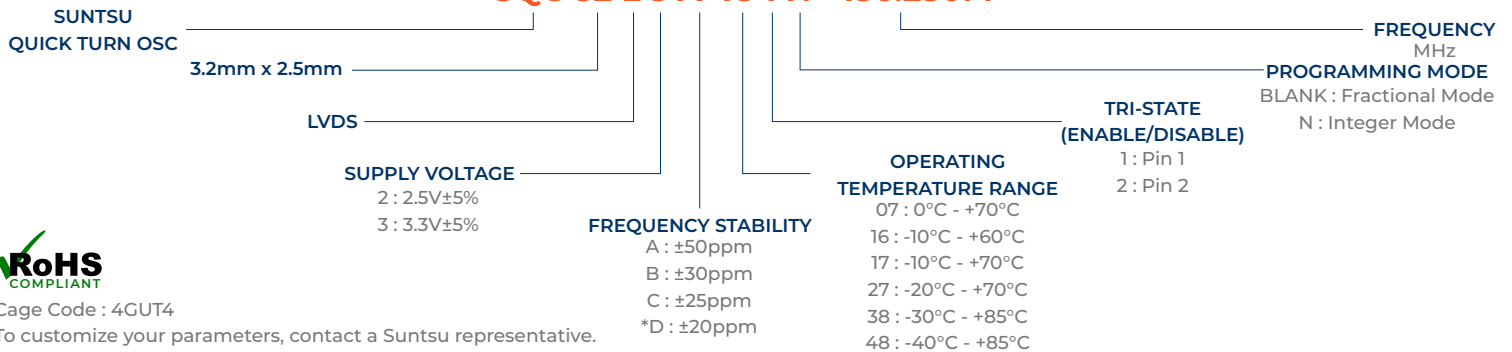 SUNTSU
QUICK TURN OSC
3.2mm x 2.5mm
LVDS
SUPPLY VOLTAGE
2 : 2.5V±5%
3 : 3.3V±5%
FREQUENCY STABILITY
A : ±50ppm
B : ±30ppm
C : ±25ppm
*D : ±20ppm
OPERATING
TEMPERATURE RANGE
07 : 0°C - +70°C
16 : -10°C - +60°C
17 : -10°C - +70°C
27 : -20°C - +70°C
38 : -30°C - +85°C
48 : -40°C - +85°C
TRI-STATE
(ENABLE/DISABLE)
1 : Pin 1
2 : Pin 2
FREQUENCY
MHz
PROGRAMMING MODE
BLANK : Fractional Mode
N : Integer Mode
RoHS
COMPLIANT
Cage Code : 4GUT4
To customize your parameters, contact a Suntsu representative.